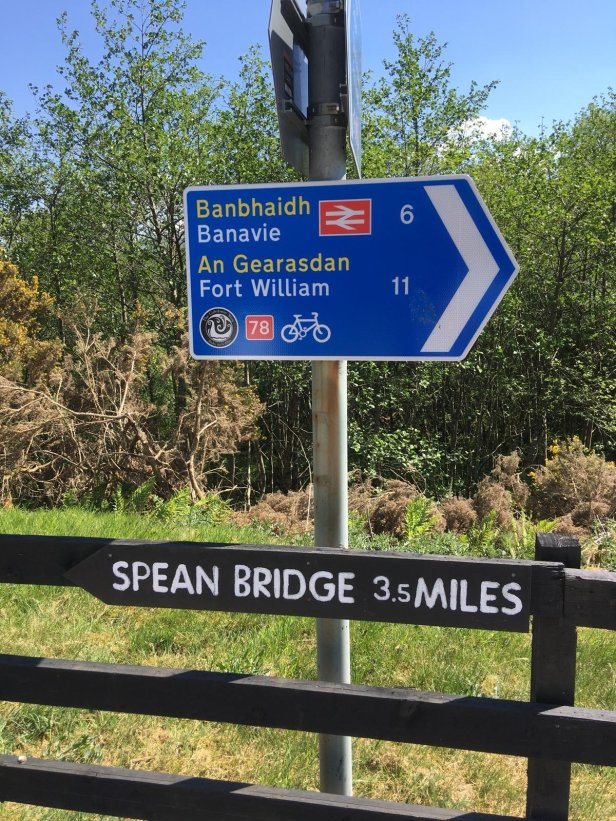 Banbhaidh
Banavie 6
An Gearasdan
Fort William 11
78
SPEAN BRIDGE 3.5 MILES